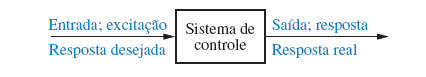 Entrada; excitação
Resposta desejada
Sistema de
controle
Saída; resposta
Resposta real